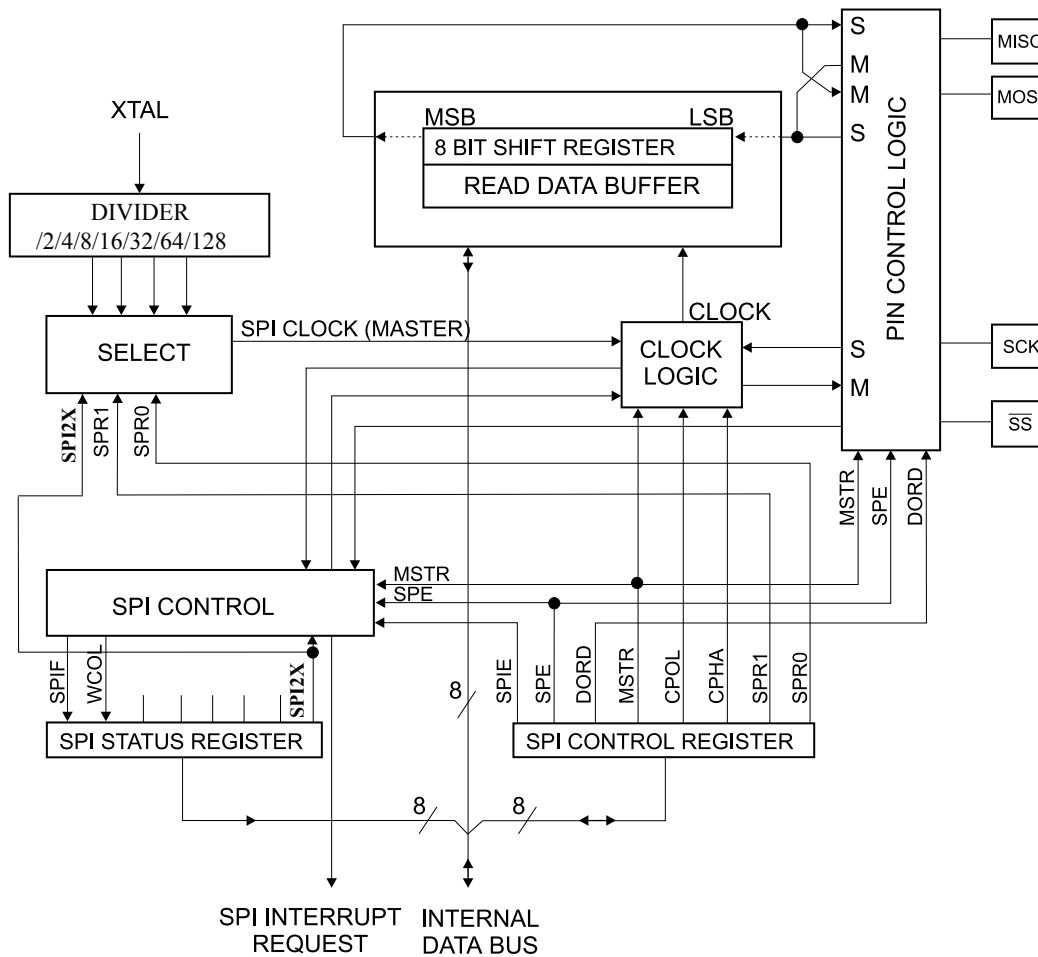 S
MISO
M
M
MOSI
XTAL
MSB
LSB
S
8 BIT SHIFT REGISTER
READ DATA BUFFER
PIN CONTROL LOGIC
DIVIDER
/2/4/8/16/32/64/128
SPI CLOCK (MASTER)
CLOCK
SELECT
CLOCK
LOGIC
S
M
SCK
SS
SPI2X
SPR1
SPR0
MSTR
SPE
DORD
SPI CONTROL
MSTR
SPE
SPIF
WCOL
SPI2X
8
SPIE
SPE
DORD
MSTR
CPOL
CPHA
SPR1
SPR0
SPI STATUS REGISTER
SPI CONTROL REGISTER
8
8
SPI INTERRUPT
REQUEST
INTERNAL
DATA BUS